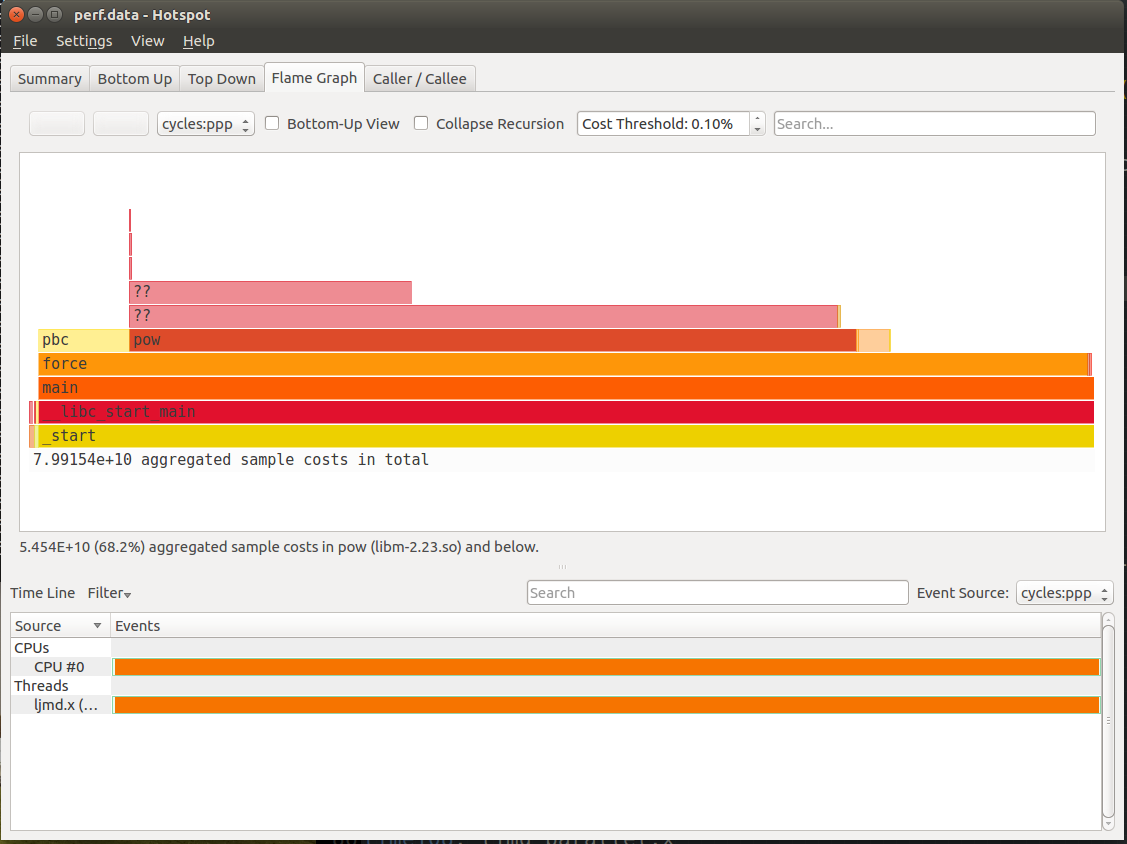 perf.data - Hotspot
File Settings View Help
Summary Bottom Up Top Down Flame Graph Caller / Callee
cycles:ppp Bottom-Up View Collapse Recursion Cost Threshold: 0.10% Search...
??
??
pbc pow
force
main
__libc_start_main
_start
7.99154e+10 aggregated sample costs in total
5.454E+10 (68.2%) aggregated sample costs in pow (libm-2.23.so) and below.
Time Line Filter Search Event Source: cycles:ppp
Source Events
CPUs
CPU #0
Threads
ljmd.x (...